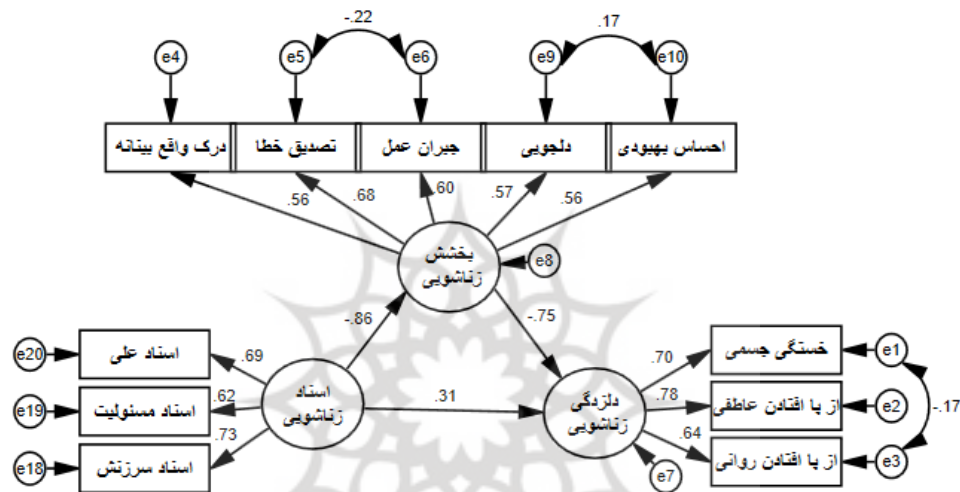 -.22
.17
e4
e5
e6
e9
e10
درک واقع بینانه
تصدیق خطا
جبران عمل
دلجویی
احساس بهبودی
.56
.68
.60
.57
.56
بخشش
زناشویی
e8
-.86
-.75
e20
اسناد علی
.69
e19
اسناد مسئولیت
.62
e18
اسناد سرزنش
.73
اسناد
زناشویی
.31
دلزدگی
زناشویی
e7
.70
خستگی جسمی
e1
.78
از پا افتادن عاطفی
e2
.64
از پا افتادن روانی
e3
-.17